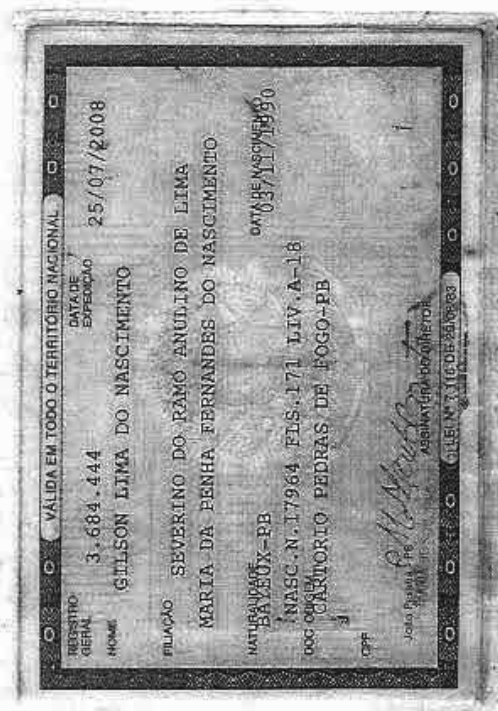 VÁLIDA EM TODO O TERRITÓRIO NACIONAL
REGISTRO GERAL 3.684.444 DATA DE EXPEDIÇÃO 25/07/2008
NOME GILSON LIMA DO NASCIMENTO
FILIAÇÃO SEVERINO DO RAMO ANULINO DE LIMA
MARIA DA PENHA FERNANDES DO NASCIMENTO
NATURALIDADE DATA DE NASCIMENTO
BAYEUX-PB 03/11/1990
DOC ORIGEM NASC.N.17964 FLS.171 LIV.A-18
CARTORIO PEDRAS DE FOGO-PB
CPF
João Pessoa
ASSINATURA DO DIRETOR
LEI Nº 7.116 DE 29/08/83